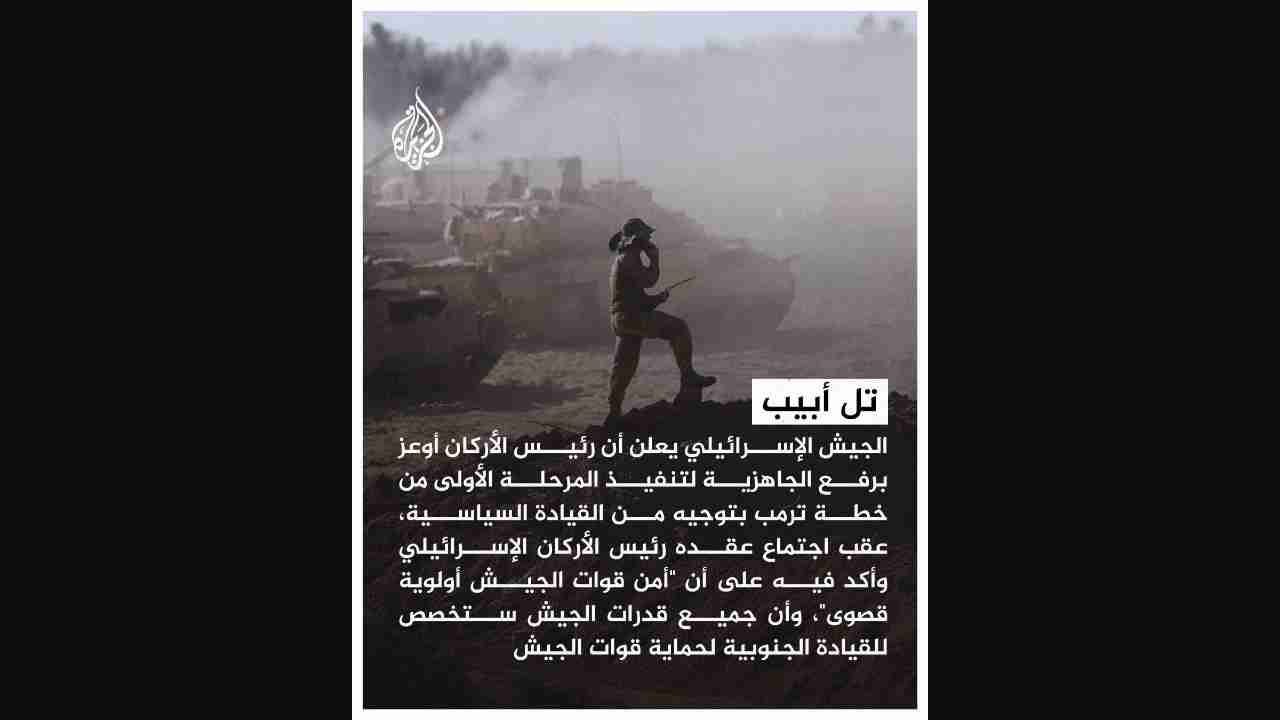 الجزيرة
تل أبيب
الجيش الإسرائيلي يعلن أن رئيس الأركان أوعز
برفع الجاهزية لتنفيذ المرحلة الأولى من
خطة ترمب بتوجيه من القيادة السياسية،
عقب اجتماع عقده رئيس الأركان الإسرائيلي
وأكد فيه على أن "أمن قوات الجيش أولوية
قصوى"، وأن جميع قدرات الجيش ستخصص
للقيادة الجنوبية لحماية قوات الجيش